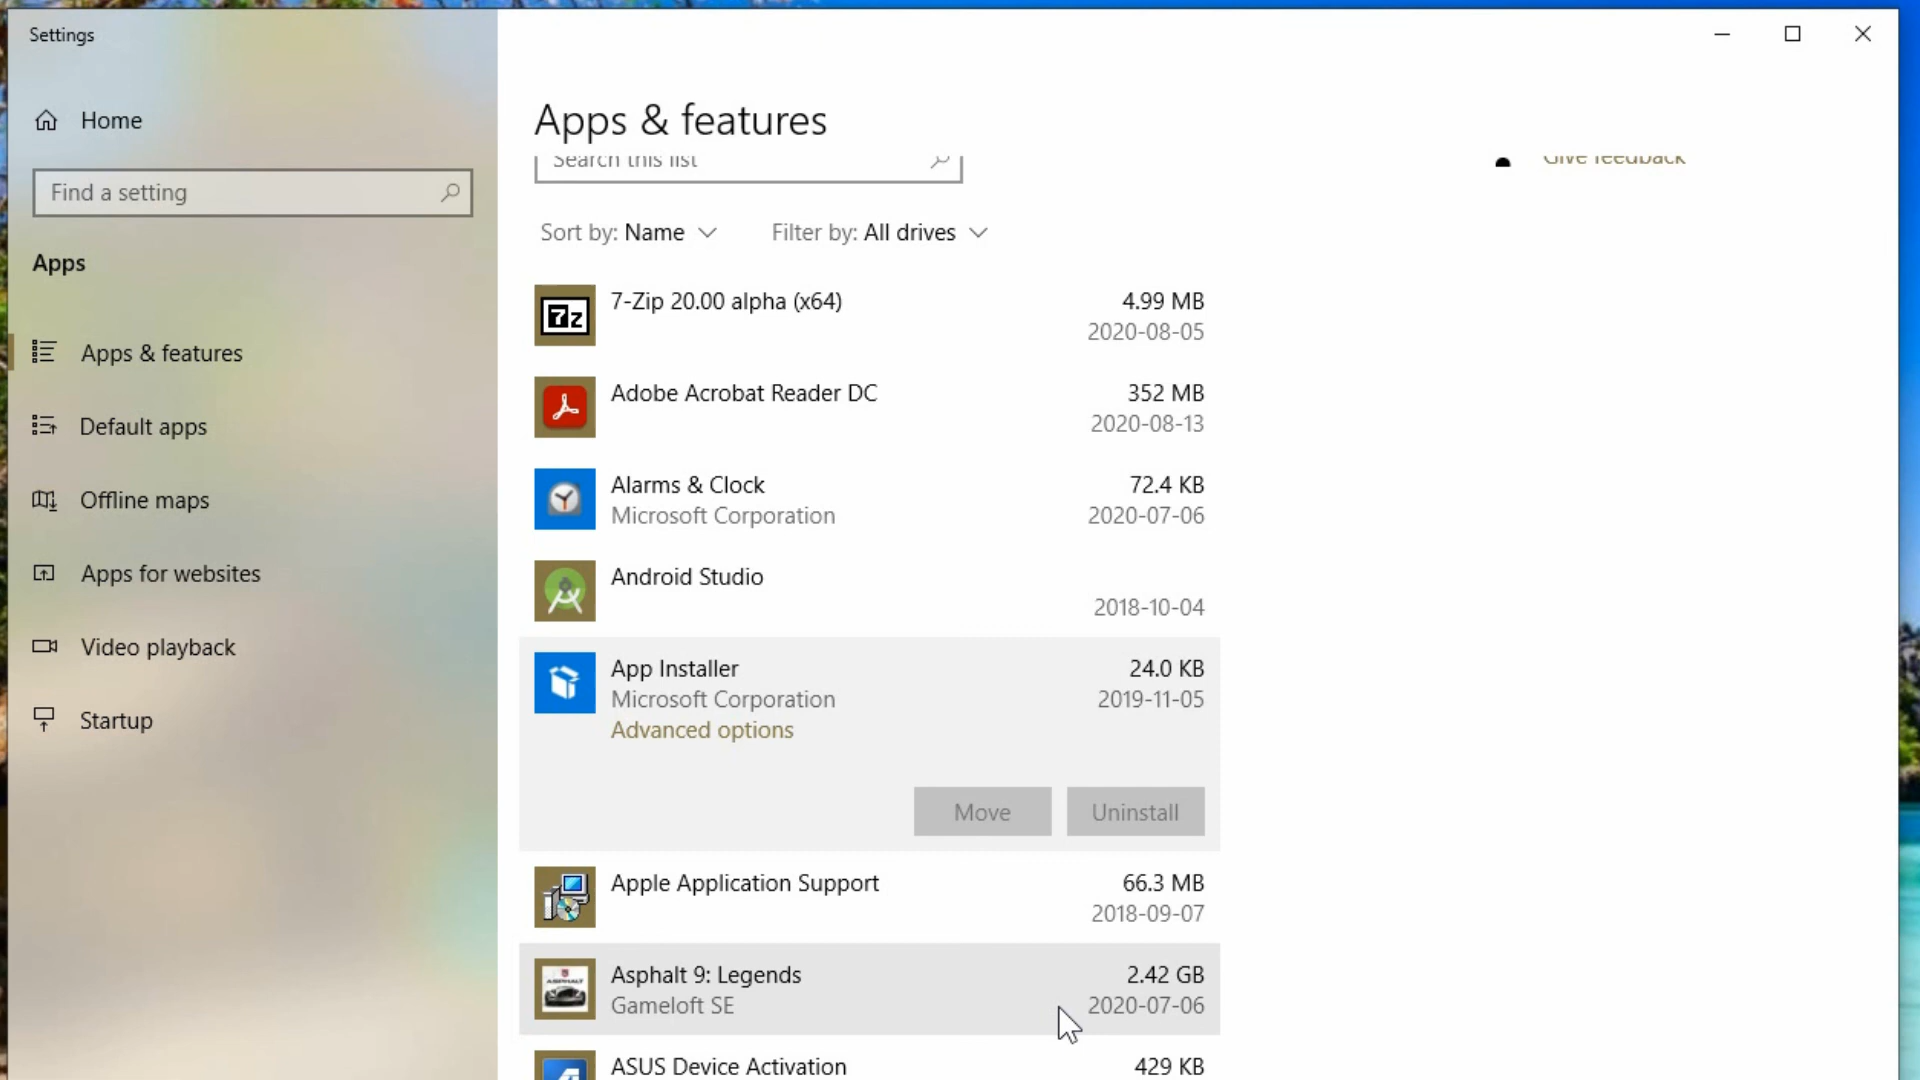 Settings
Home
Find a setting
Apps
Apps & features
Default apps
Offline maps
Apps for websites
Video playback
Startup
Apps & features
Search this list
Give feedback
Sort by: Name
Filter by: All drives
7-Zip 20.00 alpha (x64)
4.99 MB
2020-08-05
Adobe Acrobat Reader DC
352 MB
2020-08-13
Alarms & Clock
72.4 KB
Microsoft Corporation
2020-07-06
Android Studio
2018-10-04
App Installer
24.0 KB
Microsoft Corporation
2019-11-05
Advanced options
Move
Uninstall
Apple Application Support
66.3 MB
2018-09-07
Asphalt 9: Legends
2.42 GB
Gameloft SE
2020-07-06
ASUS Device Activation
429 KB
7z
ASPHALT